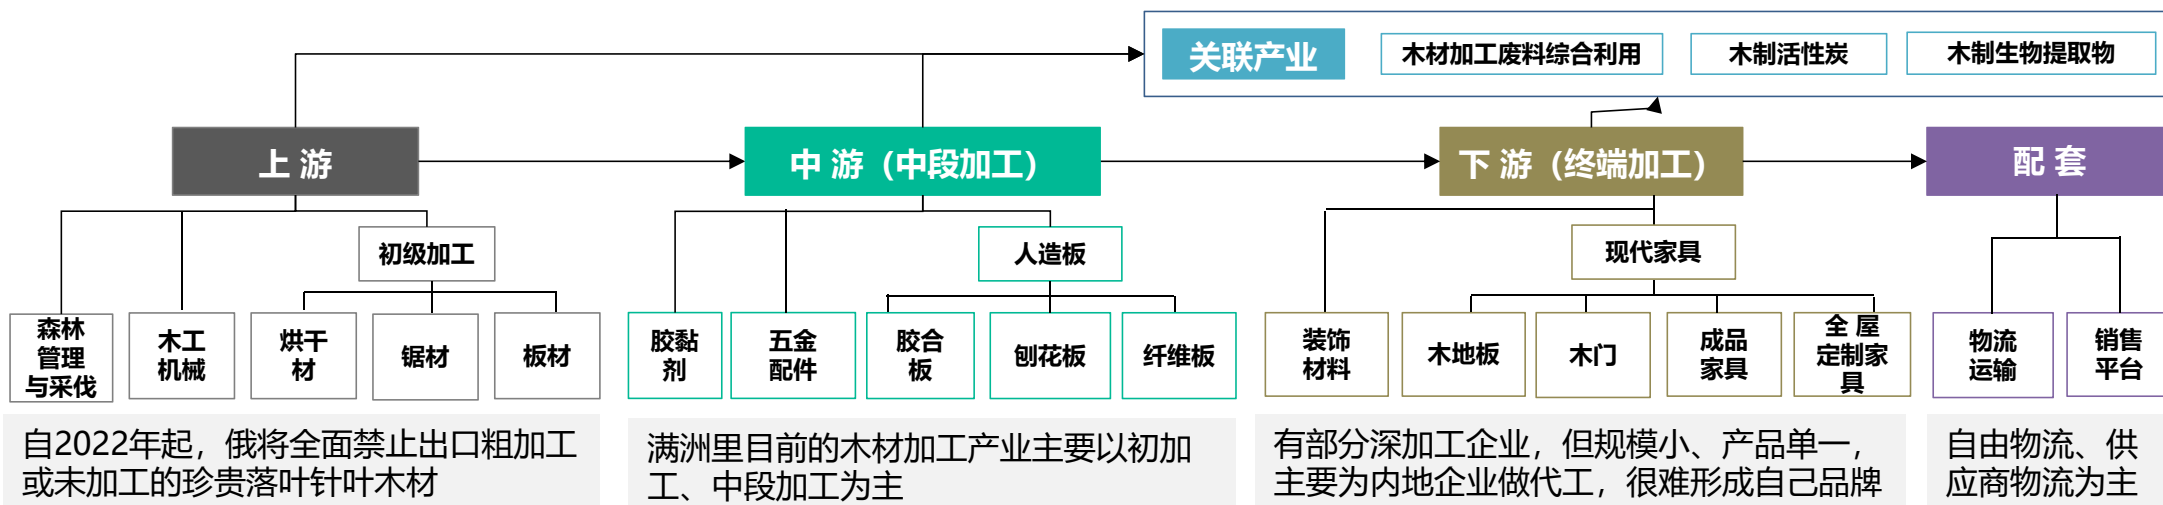 关联产业
木材加工废料综合利用
木制活性炭
木制生物提取物
上 游
中 游（中段加工）
下 游（终端加工）
配 套
初级加工
人造板
现代家具
森林
管理
与采伐
木工
机械
烘干
材
锯材
板材
胶黏
剂
五金
配件
胶合
板
刨花板
纤维板
装饰
材料
木地板
木门
成品
家具
全 屋
定制家
具
物流
运输
销售
平台
自2022年起，俄将全面禁止出口粗加工
或未加工的珍贵落叶针叶木材
满洲里目前的木材加工产业主要以初加
工、中段加工为主
有部分深加工企业，但规模小、产品单一，
主要为内地企业做代工，很难形成自己品牌
自由物流、供
应商物流为主